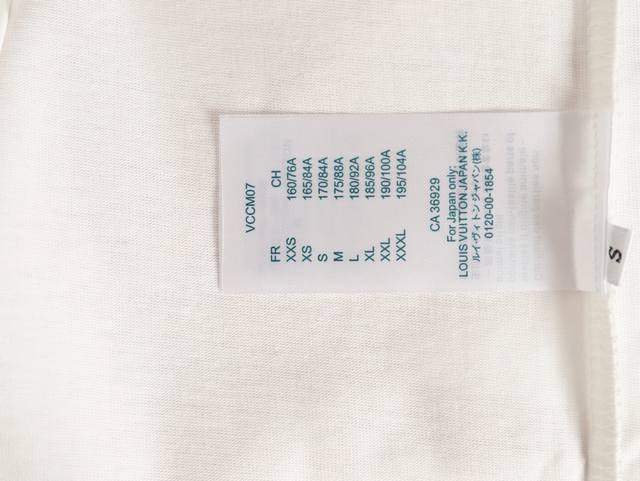 VCCM07
FR CH
XXS 160/76A
XS 165/84A
S 170/84A
M 175/88A
L 180/92A
XL 185/96A
XXL 190/100A
XXXL 195/104A
CA 36929
For Japan only:
LOUIS VUITTON JAPAN K.K.
ルイ・ヴィトン ジャパン(株)
0120-00-1854
S